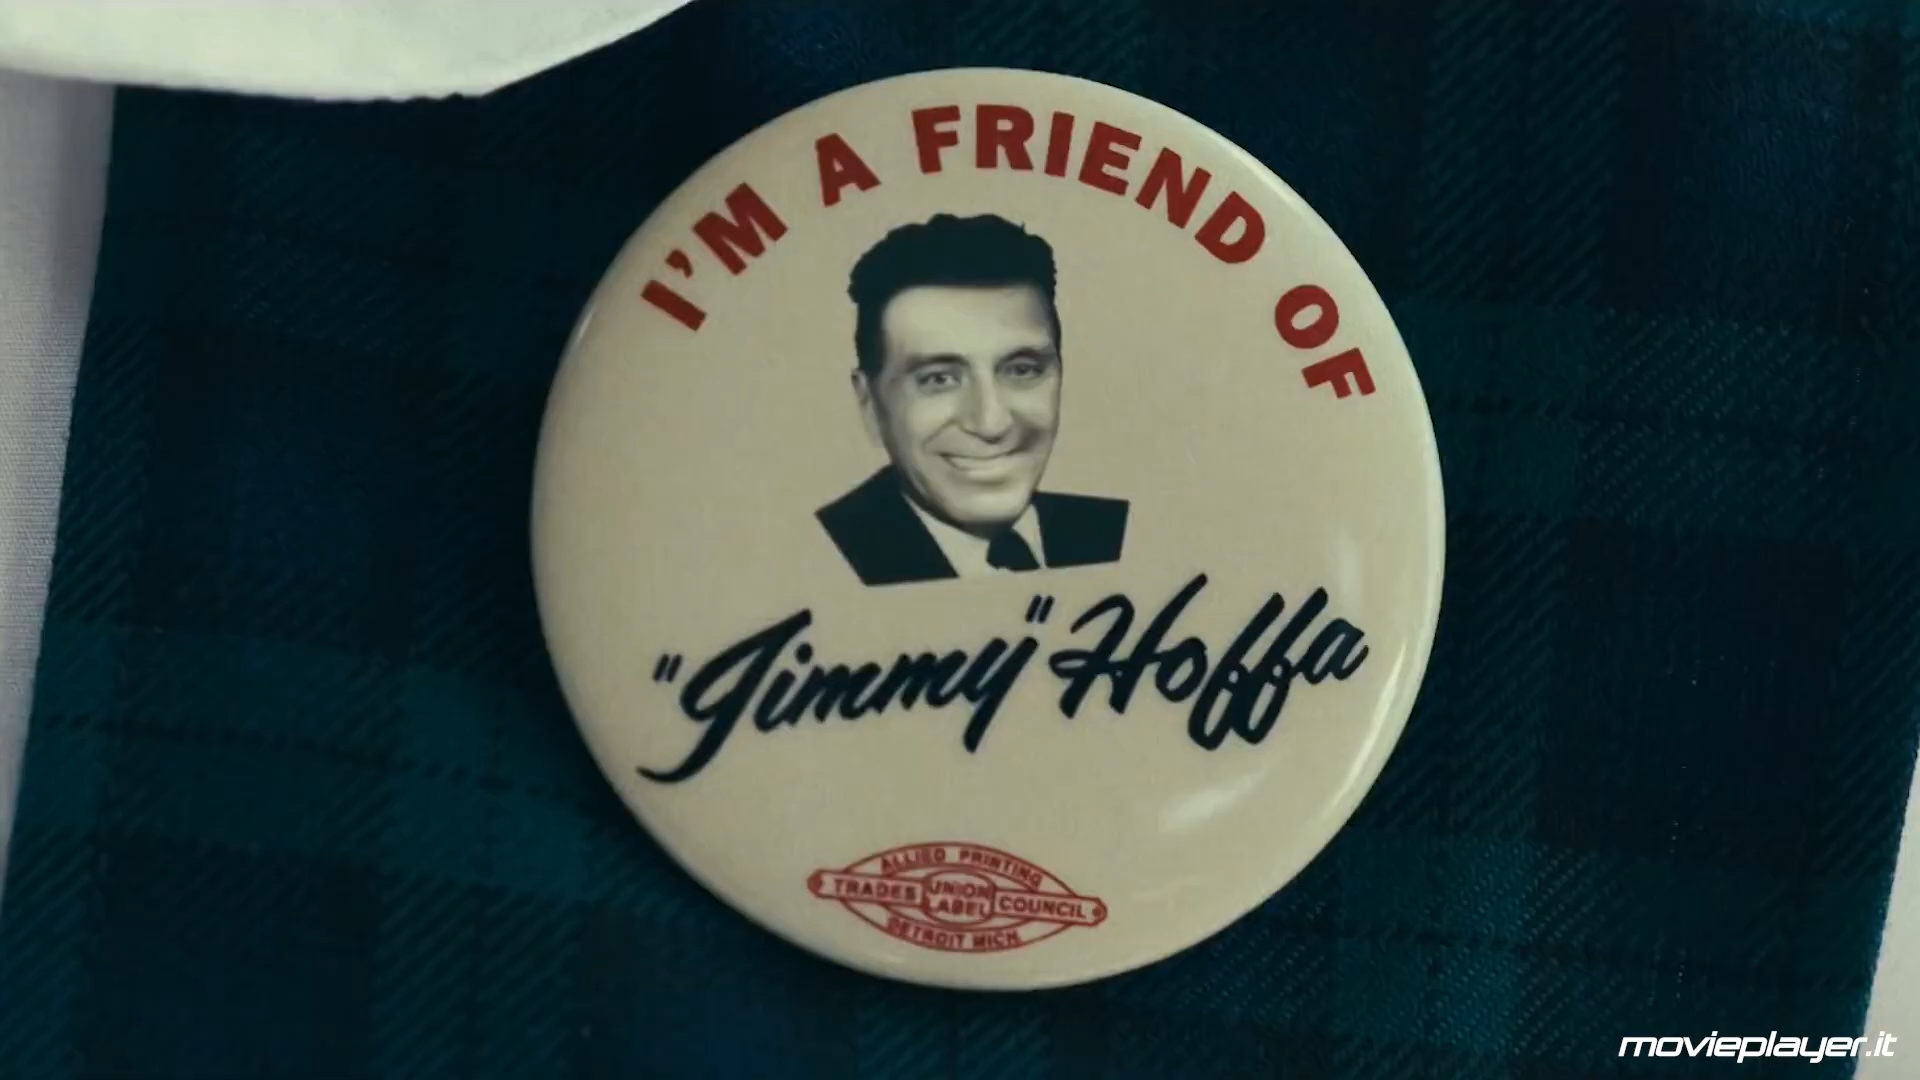 I'M A FRIEND OF
"Jimmy" Hoffa
ALLIED PRINTING
TRADES UNION LABEL COUNCIL
DETROIT MICH.
movieplayer.it